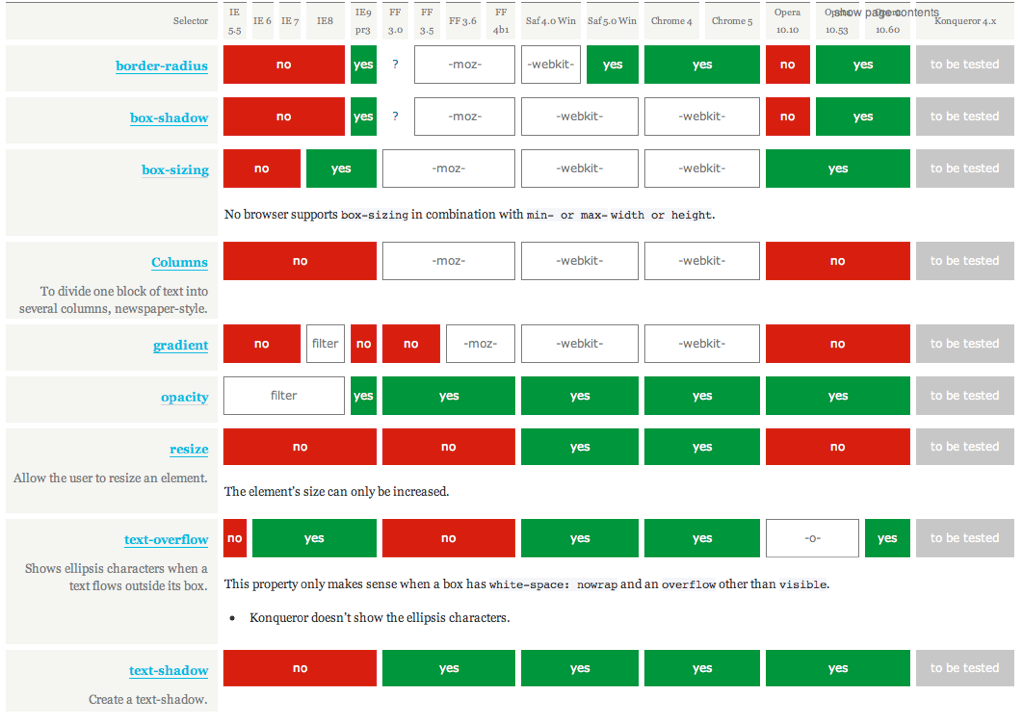 Selector IE 5.5 IE 6 IE 7 IE8 IE9 pr3 FF 3.0 FF 3.5 FF 3.6 FF 4b1 Saf 4.0 Win Saf 5.0 Win Chrome 4 Chrome 5 Opera 10.10 10.53 10.60 Konqueror 4.x
show page contents
border-radius no yes ? -moz- -webkit- yes yes no yes to be tested
box-shadow no yes ? -moz- -webkit- -webkit- no yes to be tested
box-sizing no yes -moz- -webkit- -webkit- yes to be tested
No browser supports box-sizing in combination with min- or max- width or height.
Columns no -moz- -webkit- -webkit- no to be tested
To divide one block of text into
several columns, newspaper-style.
gradient no filter no no -moz- -webkit- -webkit- no to be tested
opacity filter yes yes yes yes yes to be tested
resize no no yes yes no to be tested
Allow the user to resize an element.
The element's size can only be increased.
text-overflow no yes no yes yes -o- yes to be tested
Shows ellipsis characters when a
text flows outside its box.
This property only makes sense when a box has white-space: nowrap and an overflow other than visible.
• Konqueror doesn't show the ellipsis characters.
text-shadow no yes yes yes yes to be tested
Create a text-shadow.